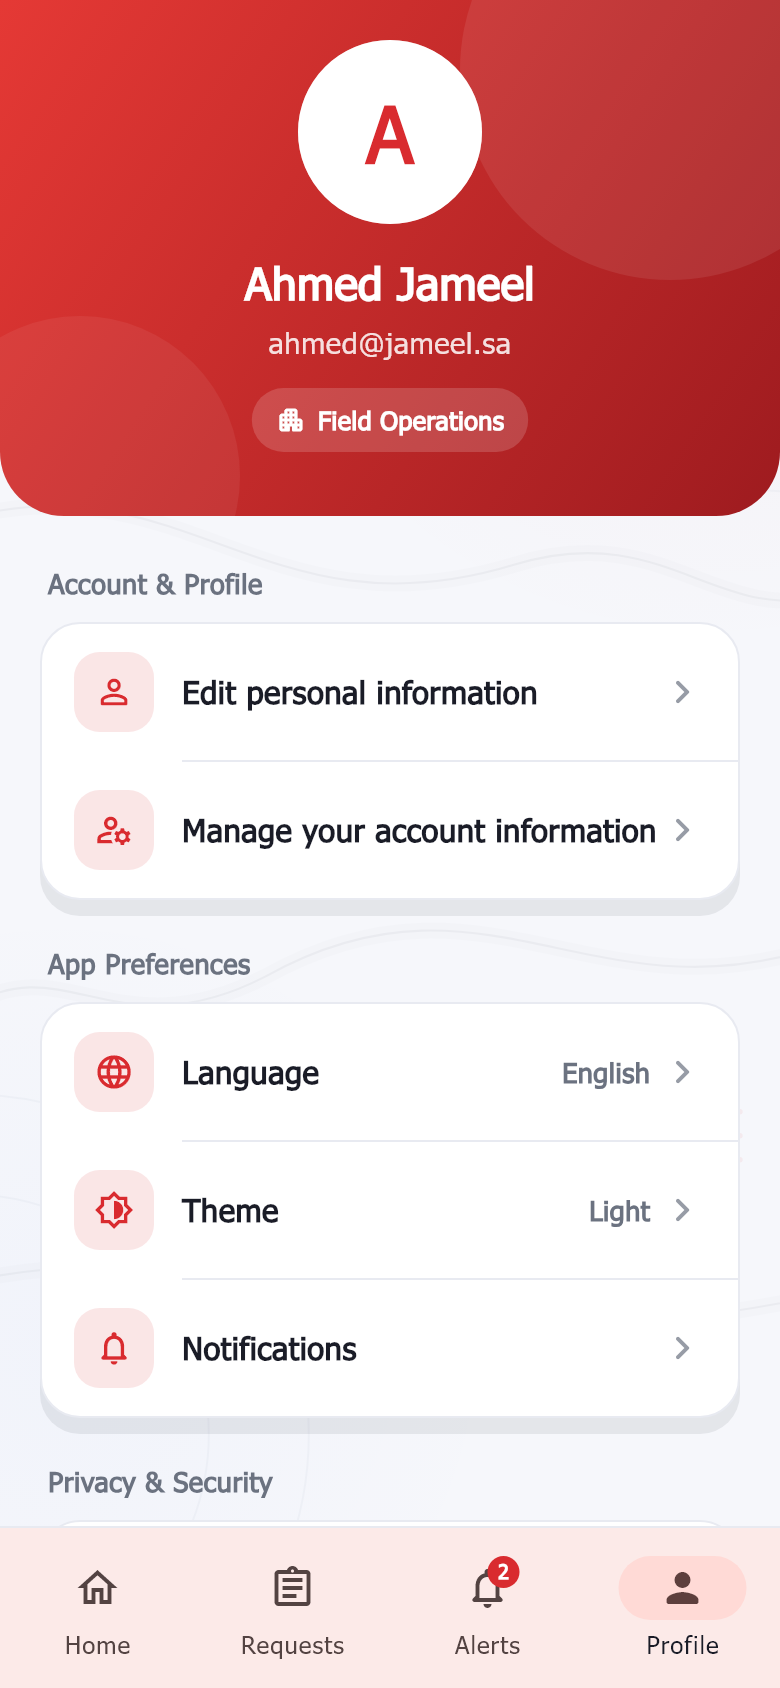 A
Ahmed Jameel
ahmed@jameel.sa
Field Operations
Account & Profile
Edit personal information
Manage your account information
App Preferences
Language English
Theme Light
Notifications
Privacy & Security
2
Home Requests Alerts Profile